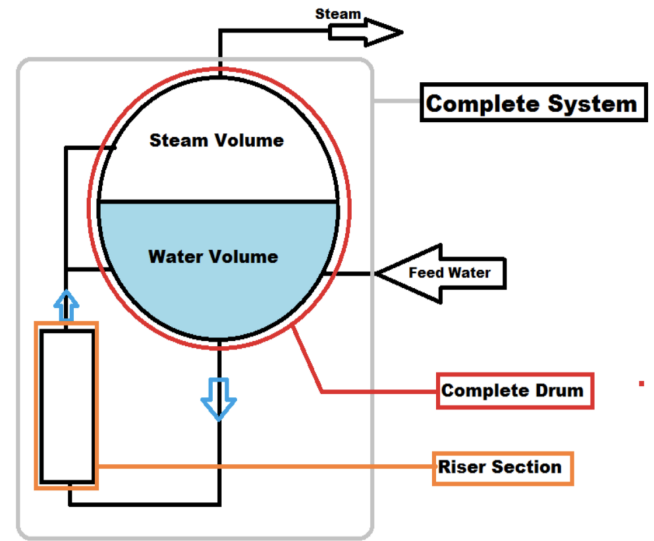 Steam
Complete System
Steam Volume
Water Volume
Feed Water
Complete Drum
Riser Section